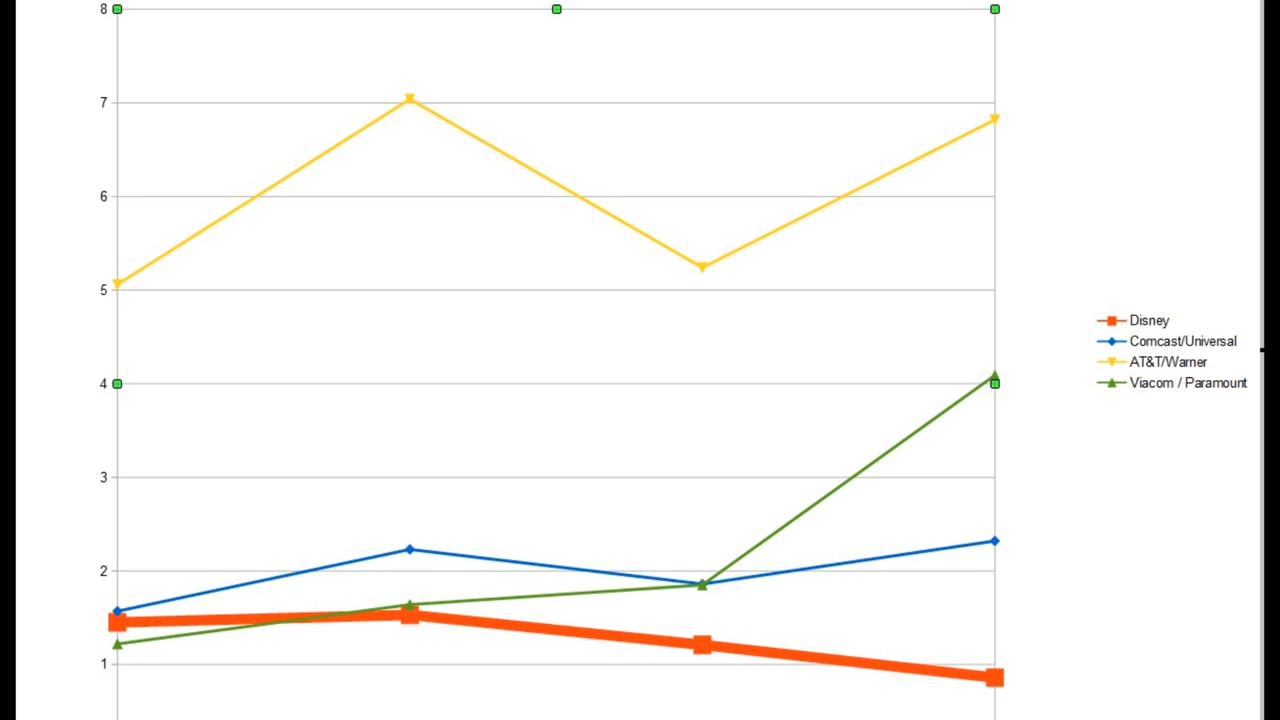 8
7
6
5
4
3
2
1
Disney
Comcast/Universal
AT&T/Warner
Viacom / Paramount